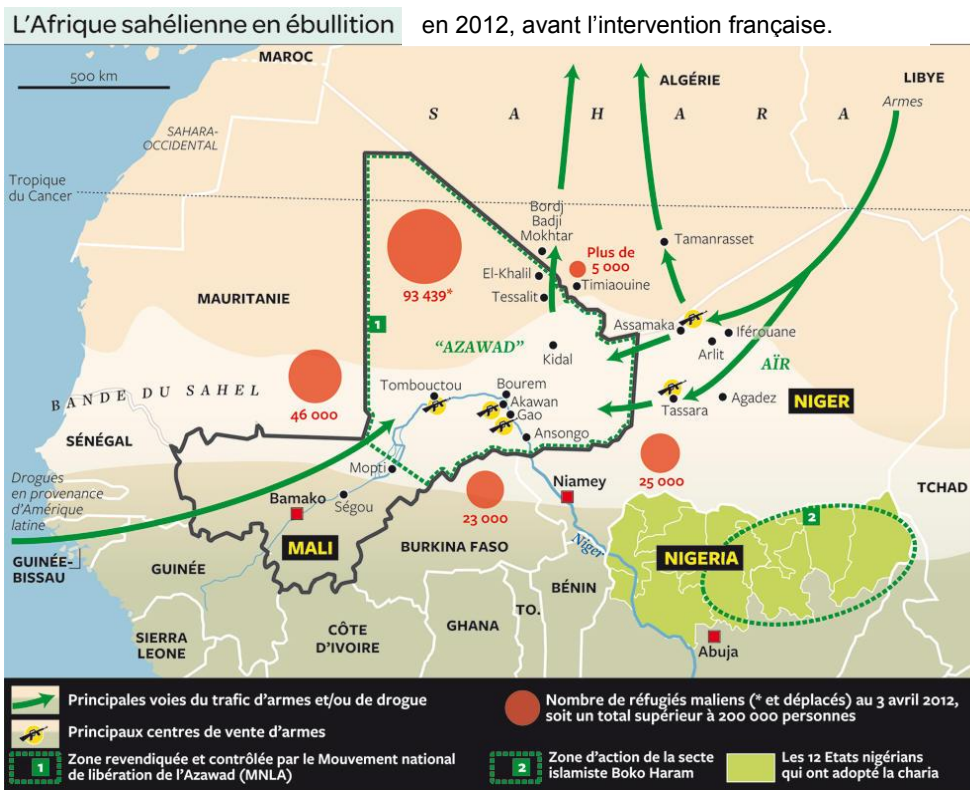 L'Afrique sahélienne en ébullition en 2012, avant l'intervention française.
MAROC
500 km
ALGÉRIE
LIBYE
Armes
S A H A R A
SAHARA-
OCCIDENTAL
Tropique
du Cancer
Bordj
Badji
Mokhtar
Tamanrasset
Plus de
5 000
El-Khalil
Timiaouine
Tessalit
93 439*
MAURITANIE
1
Assamaka
Iférouane
Arlit
"AZAWAD"
Kidal
AÏR
BANDE DU SAHEL
46 000
Tombouctou
Bourem
Akawan
Gao
Tassara
Agadez
NIGER
SÉNÉGAL
Ansongo
Mopti
25 000
Drogues
en provenance
d'Amérique
latine
Bamako
Ségou
23 000
Niamey
TCHAD
2
GUINÉE-
BISSAU
MALI
BURKINA FASO
Niger
NIGERIA
GUINÉE
BÉNIN
TO.
SIERRA
LEONE
CÔTE
D'IVOIRE
GHANA
Abuja
Principales voies du trafic d'armes et/ou de drogue
Principaux centres de vente d'armes
1
Zone revendiquée et contrôlée par le Mouvement national
de libération de l'Azawad (MNLA)
Nombre de réfugiés maliens (* et déplacés) au 3 avril 2012,
soit un total supérieur à 200 000 personnes
2
Zone d'action de la secte
islamiste Boko Haram
Les 12 Etats nigérians
qui ont adopté la charia